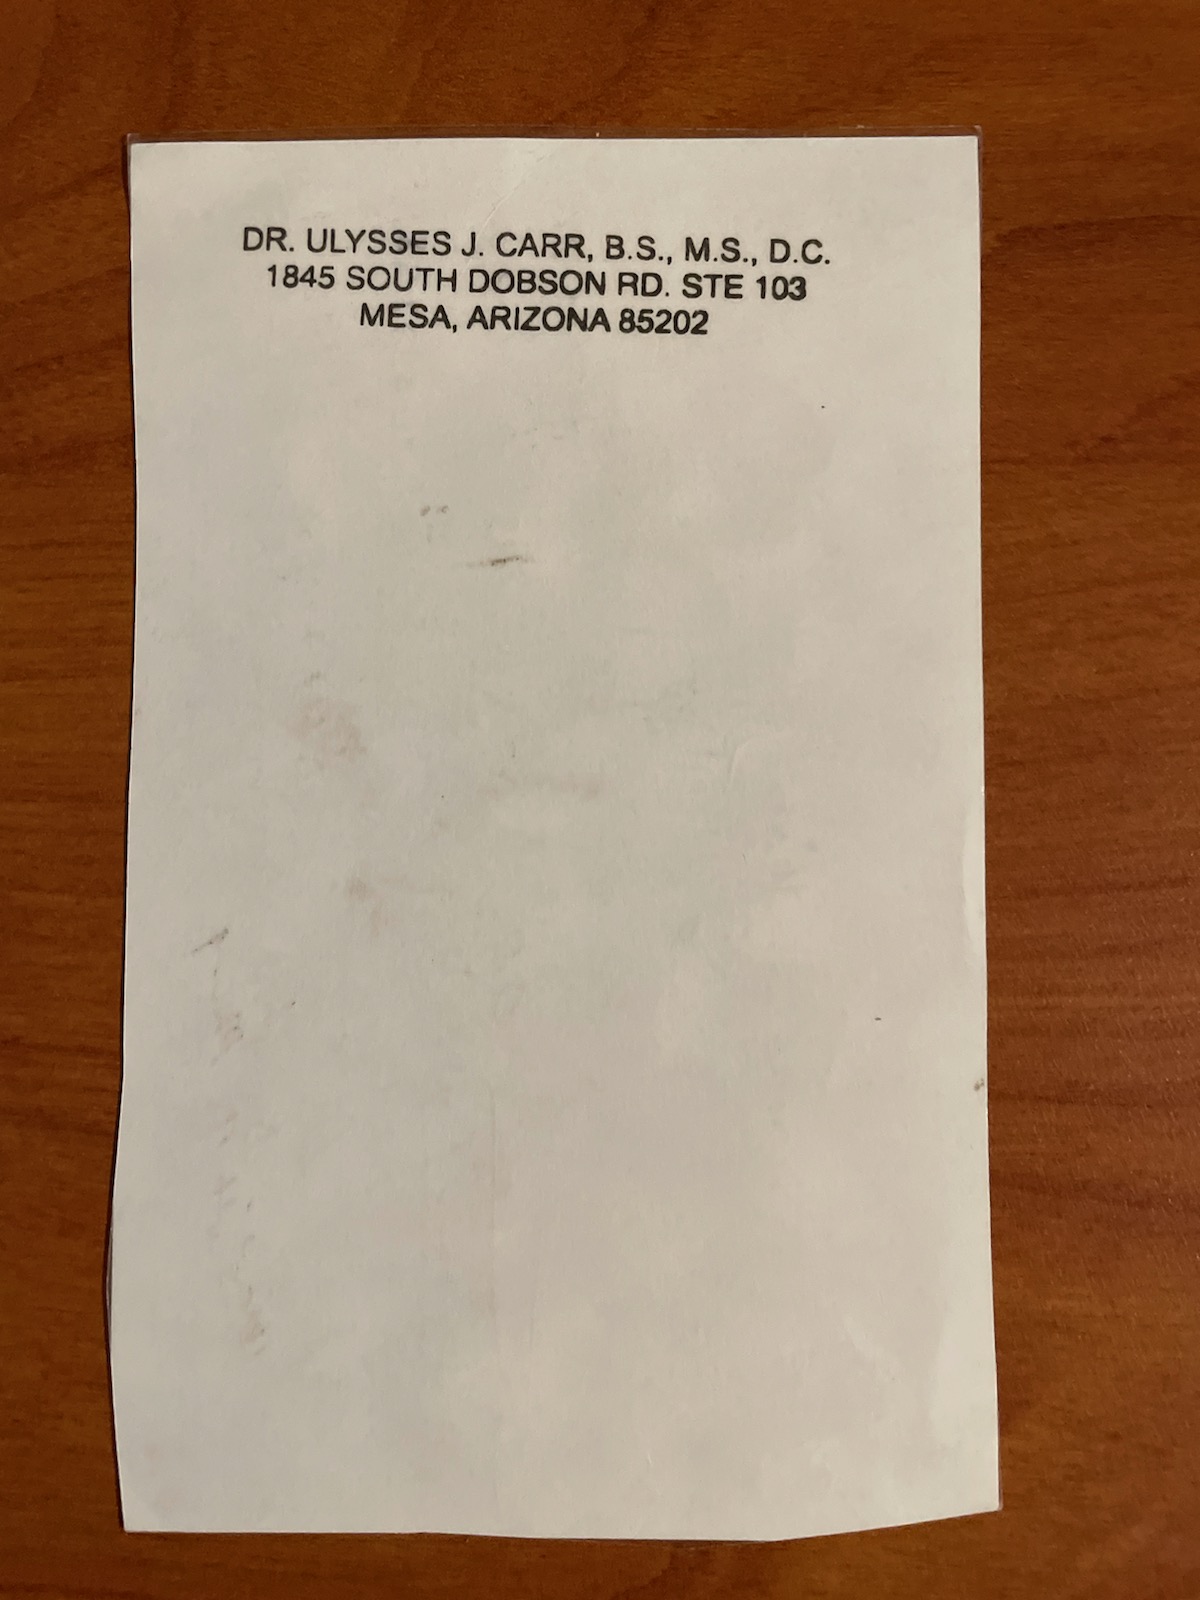 DR. ULYSSES J. CARR, B.S., M.S., D.C.
1845 SOUTH DOBSON RD. STE 103
MESA, ARIZONA 85202